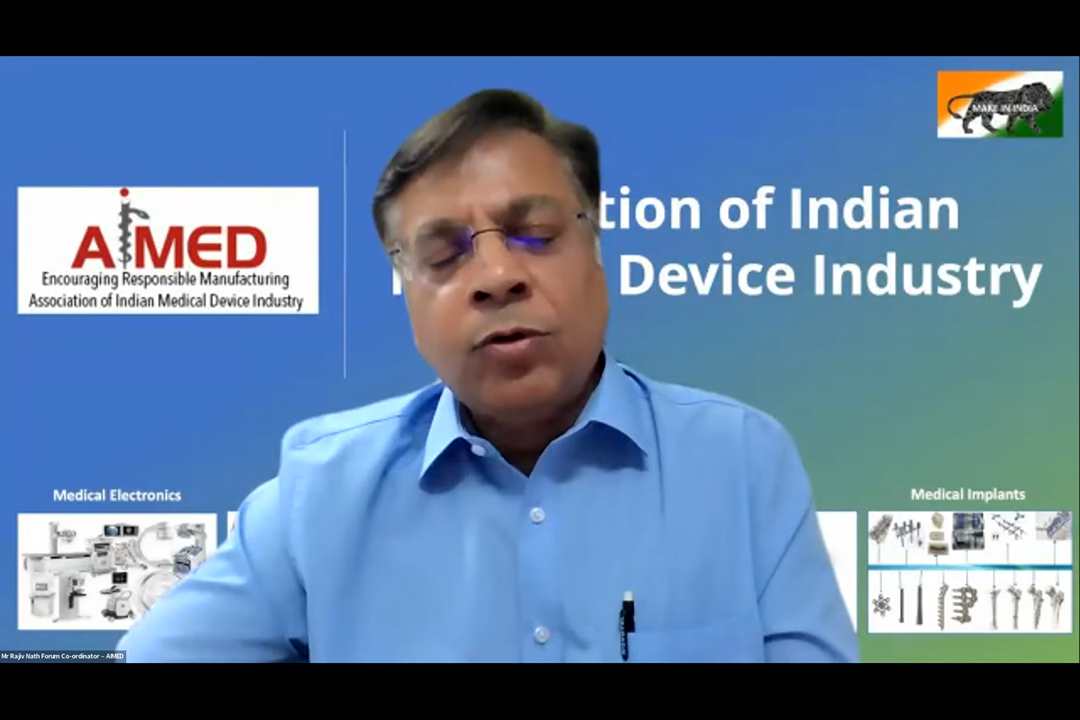 MAKE IN INDIA
AiMED
Encouraging Responsible Manufacturing
Association of Indian Medical Device Industry
tion of Indian
Device Industry
Medical Electronics
Medical Implants
Mr Rajiv Nath Forum Co-ordinator - AIMED